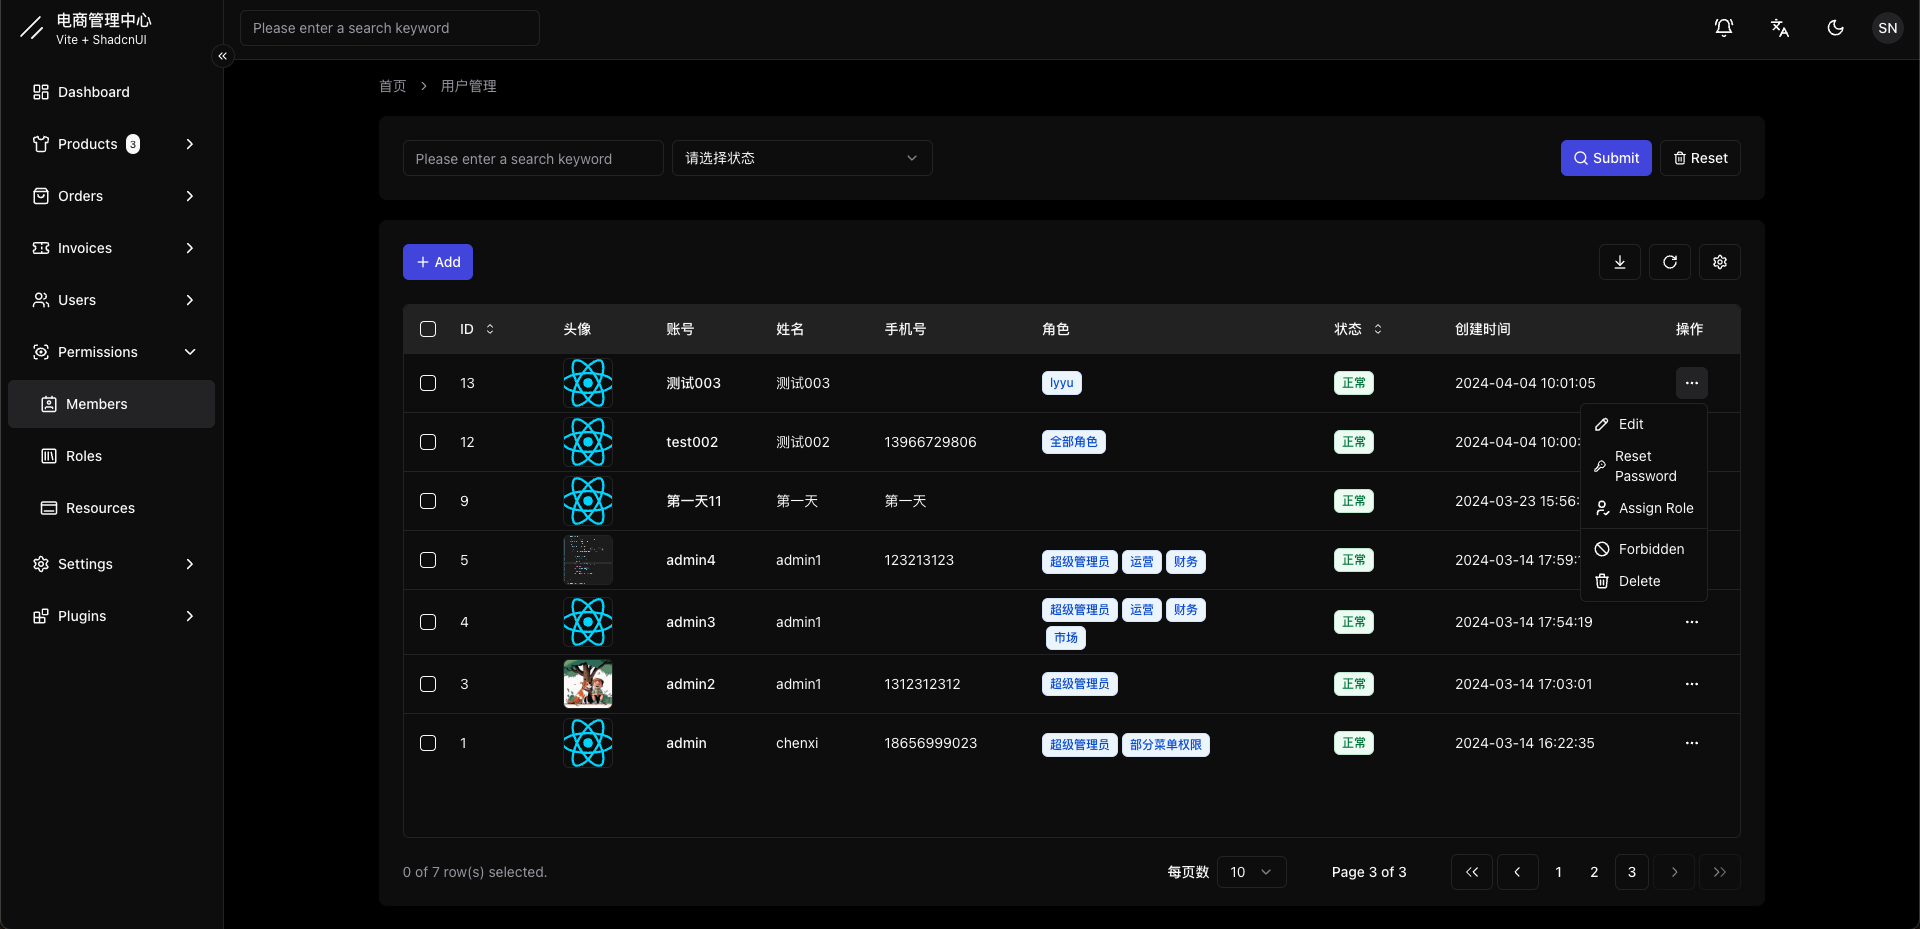 电商管理中心
Vite + ShadcnUI
Please enter a search keyword
SN
Dashboard
Products 3
Orders
Invoices
Users
Permissions
Members
Roles
Resources
Settings
Plugins
首页 用户管理
Please enter a search keyword 请选择状态 Submit Reset
Add
ID 头像 账号 姓名 手机号 角色 状态 创建时间 操作
13 测试003 测试003 lyyu 正常 2024-04-04 10:01:05
12 test002 测试002 13966729806 全部角色 正常 2024-04-04 10:00:
9 第一天11 第一天 第一天 正常 2024-03-23 15:56:
5 admin4 admin1 123213123 超级管理员 运营 财务 正常 2024-03-14 17:59:
4 admin3 admin1 超级管理员 运营 财务 正常 2024-03-14 17:54:19
市场
3 admin2 admin1 1312312312 超级管理员 正常 2024-03-14 17:03:01
1 admin chenxi 18656999023 超级管理员 部分菜单权限 正常 2024-03-14 16:22:35
Edit
Reset
Password
Assign Role
Forbidden
Delete
0 of 7 row(s) selected. 每页数 10 Page 3 of 3 1 2 3